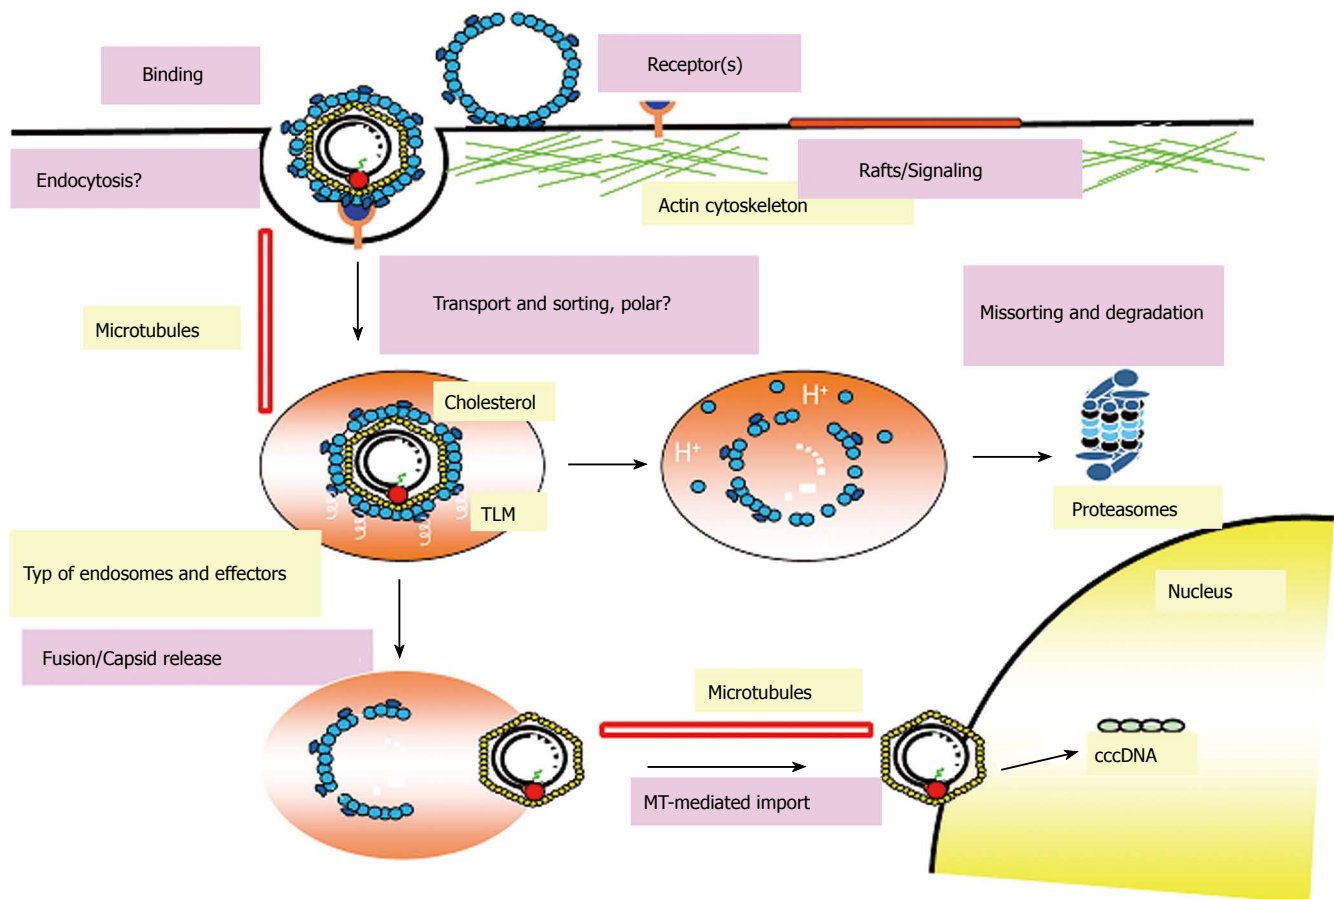 Binding
Receptor(s)
Endocytosis?
Rafts/Signaling
Actin cytoskeleton
Transport and sorting, polar?
Missorting and degradation
Microtubules
Cholesterol
H⁺
H⁺
TLM
Proteasomes
Typ of endosomes and effectors
Nucleus
Fusion/Capsid release
Microtubules
cccDNA
MT-mediated import